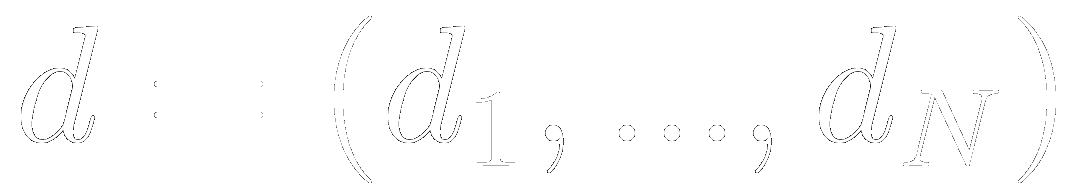 d := (d_1, ..., d_N)